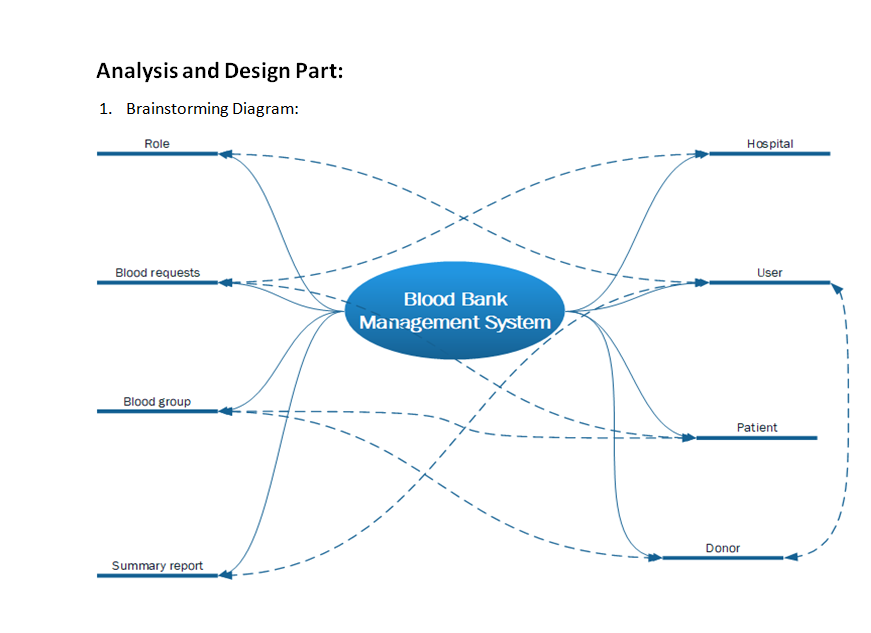 Analysis and Design Part:
1. Brainstorming Diagram:
Role
Hospital
Blood requests
User
Blood Bank
Management System
Blood group
Patient
Donor
Summary report